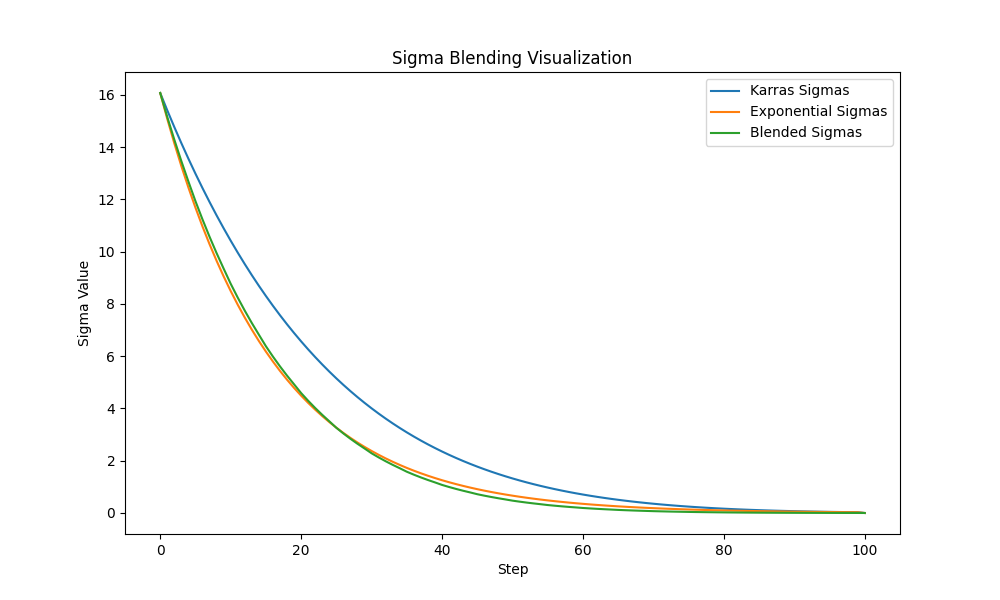 Sigma Blending Visualization
Karras Sigmas
Exponential Sigmas
Blended Sigmas
Sigma Value
16
14
12
10
8
6
4
2
0
0 20 40 60 80 100
Step